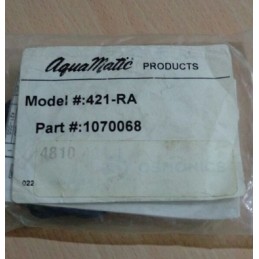 AquaMatic PRODUCTS
Model #:421-RA
Part #:1070068
4810
022